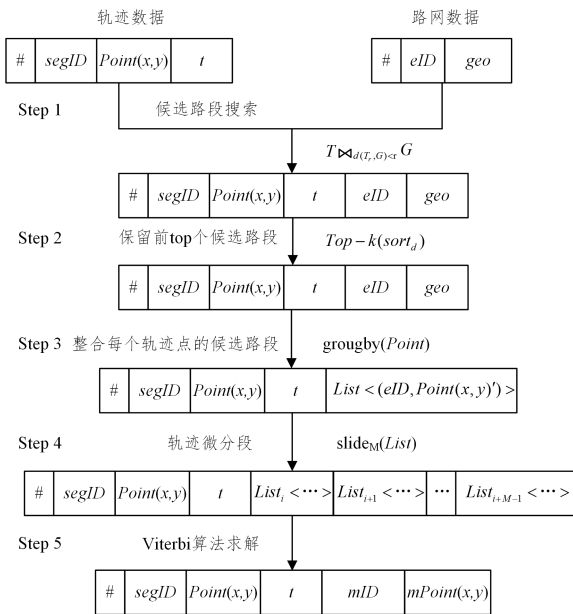 轨迹数据 路网数据
# segID Point(x,y) t # eID geo
Step 1 候选路段搜索
T⋈d(Tr,G)<r G
# segID Point(x,y) t eID geo
Step 2 保留前top个候选路段 Top−k(sortd)
# segID Point(x,y) t eID geo
Step 3 整合每个轨迹点的候选路段 grougby(Point)
# segID Point(x,y) t List<(eID,Point(x,y)′)>
Step 4 轨迹微分段 slideM(List)
# segID Point(x,y) t Listi<⋯> Listi+1<⋯> ⋯ Listi+M−1<⋯>
Step 5 Viterbi算法求解
# segID Point(x,y) t mID mPoint(x,y)